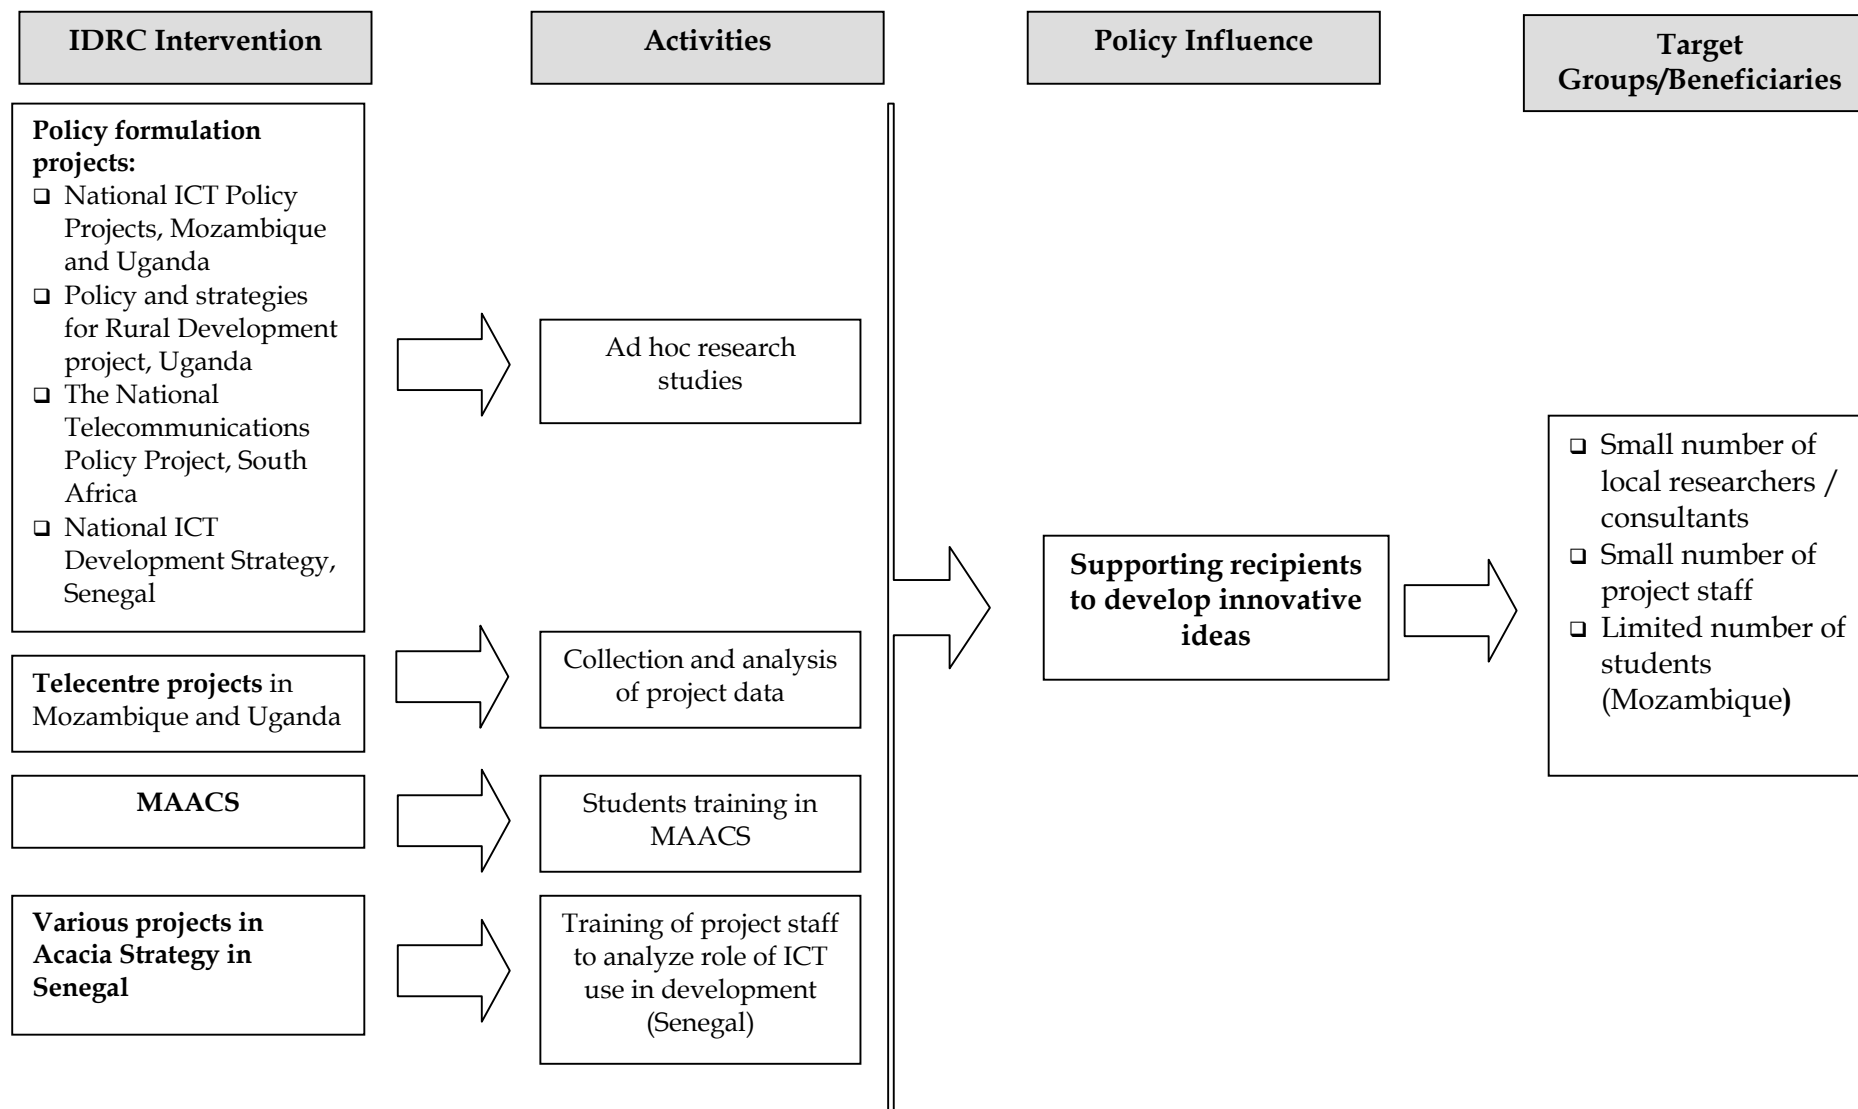 IDRC Intervention
Activities
Policy Influence
Target
Groups/Beneficiaries
Policy formulation
projects:
❑ National ICT Policy
Projects, Mozambique
and Uganda
❑ Policy and strategies
for Rural Development
project, Uganda
❑ The National
Telecommunications
Policy Project, South
Africa
❑ National ICT
Development Strategy,
Senegal
Ad hoc research
studies
Telecentre projects in
Mozambique and Uganda
Collection and analysis
of project data
MAACS
Students training in
MAACS
Various projects in
Acacia Strategy in
Senegal
Training of project staff
to analyze role of ICT
use in development
(Senegal)
Supporting recipients
to develop innovative
ideas
❑ Small number of
local researchers /
consultants
❑ Small number of
project staff
❑ Limited number of
students
(Mozambique)